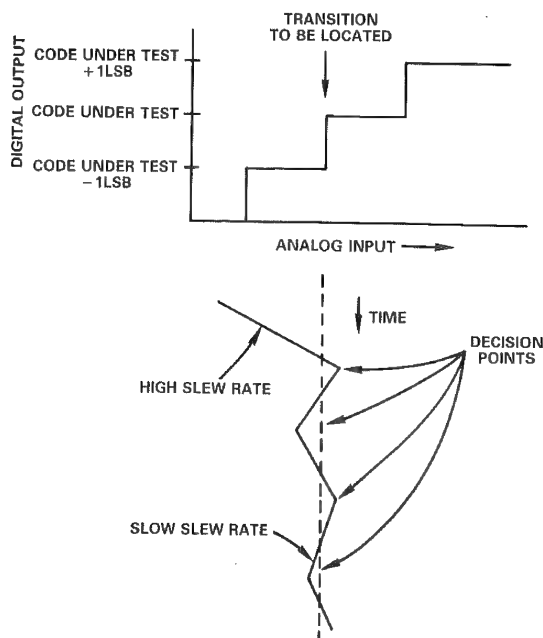 TRANSITION
TO BE LOCATED
DIGITAL OUTPUT
CODE UNDER TEST
+1LSB
CODE UNDER TEST
CODE UNDER TEST
−1LSB
ANALOG INPUT
TIME
DECISION
POINTS
HIGH SLEW RATE
SLOW SLEW RATE